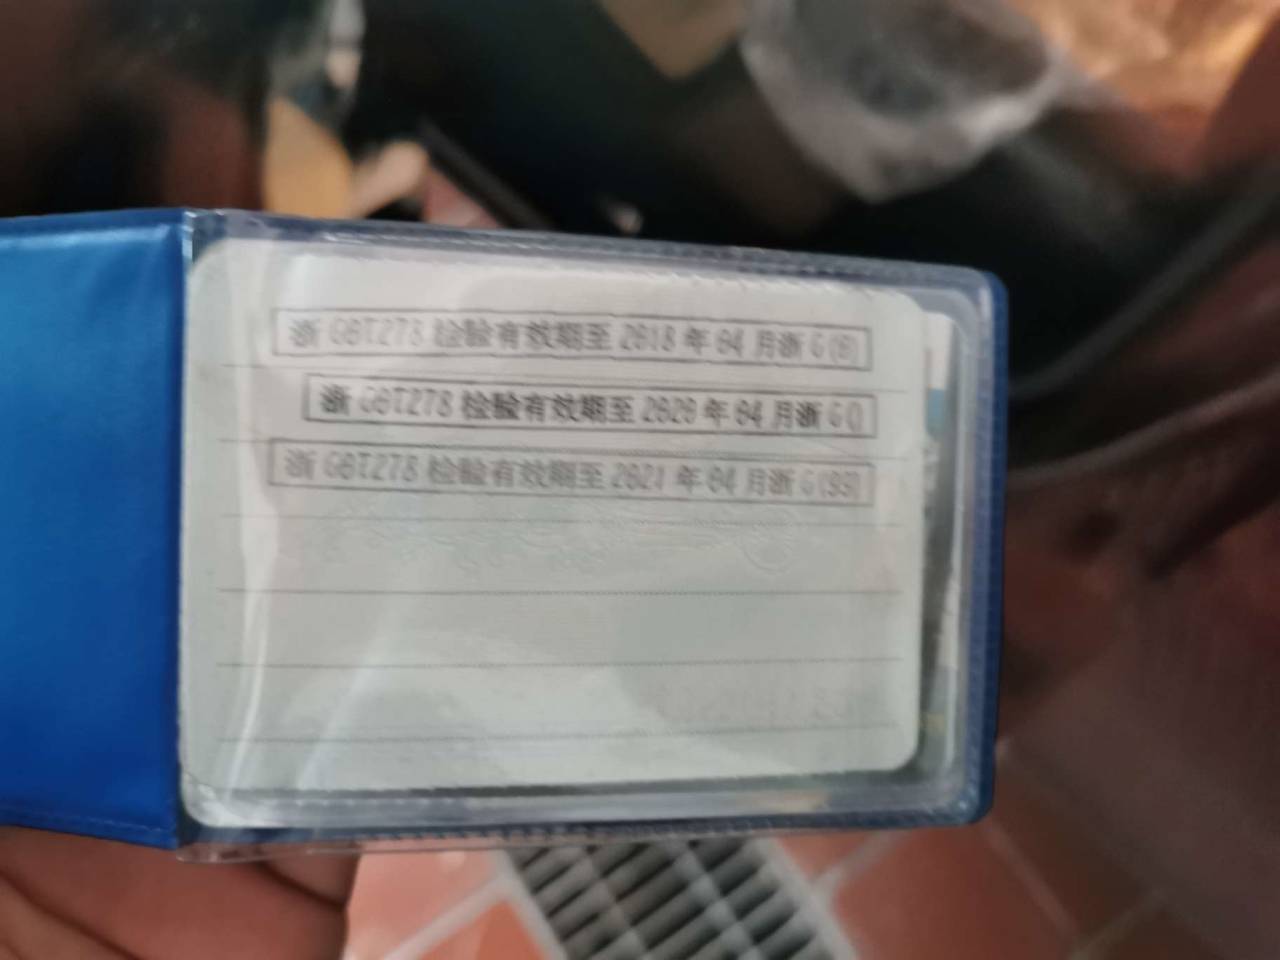 浙 GBT278 检验有效期至 2018 年 04 月浙 G(6)
浙 GBT278 检验有效期至 2020 年 04 月浙 G()
浙 GBT278 检验有效期至 2021 年 04 月浙 G(99)